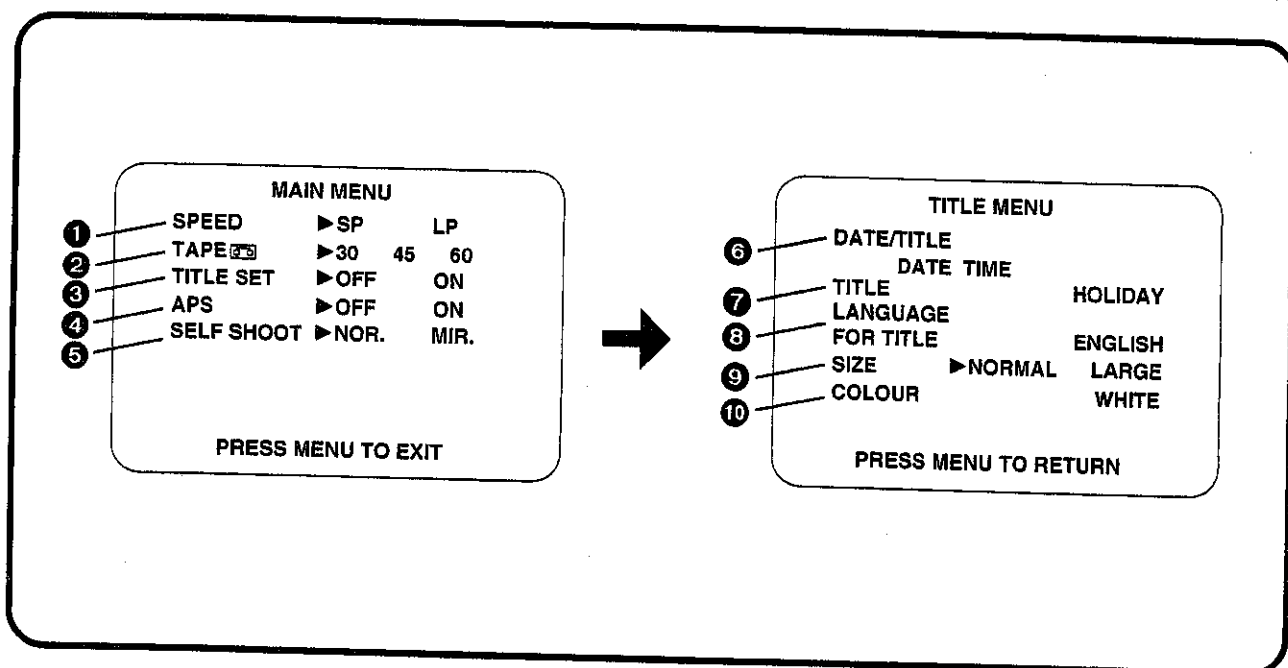 MAIN MENU
1 SPEED ▶SP LP
2 TAPE ▶30 45 60
3 TITLE SET ▶OFF ON
4 APS ▶OFF ON
5 SELF SHOOT ▶NOR. MIR.
PRESS MENU TO EXIT
TITLE MENU
6 DATE/TITLE
DATE TIME
7 TITLE HOLIDAY
8 LANGUAGE
FOR TITLE ENGLISH
9 SIZE ▶NORMAL LARGE
10 COLOUR WHITE
PRESS MENU TO RETURN